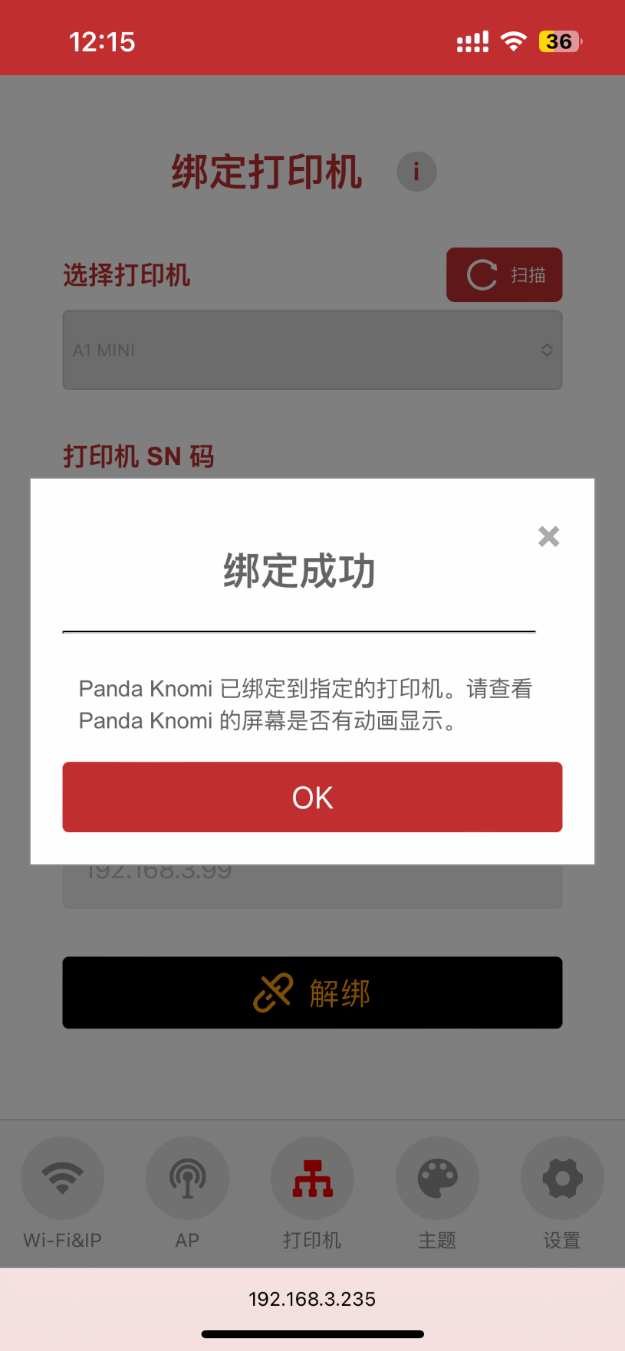 12:15
36
绑定打印机
i
选择打印机
扫描
A1 MINI
打印机 SN 码
绑定成功
Panda Knomi 已绑定到指定的打印机。请查看
Panda Knomi 的屏幕是否有动画显示。
OK
192.168.3.99
解绑
Wi-Fi&IP
AP
打印机
主题
设置
192.168.3.235